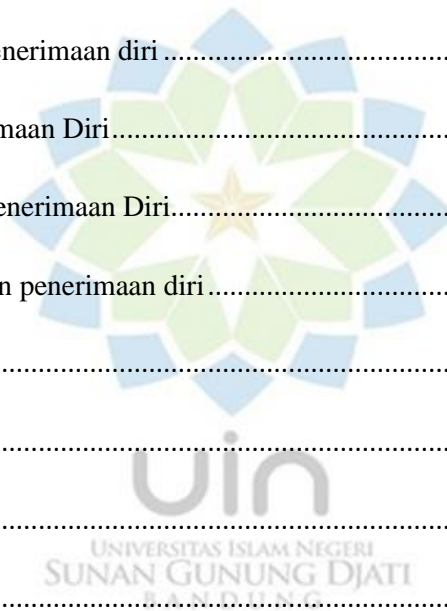 enerimaan diri ..........................................
maan Diri..................................................
enerimaan Diri.........................................
n penerimaan diri...................................
..................................................................
..................................................................
uin
..................................................................
UNIVERSITAS ISLAM NEGERI
SUNAN GUNUNG DJATI
BANDUNG
..................................................................